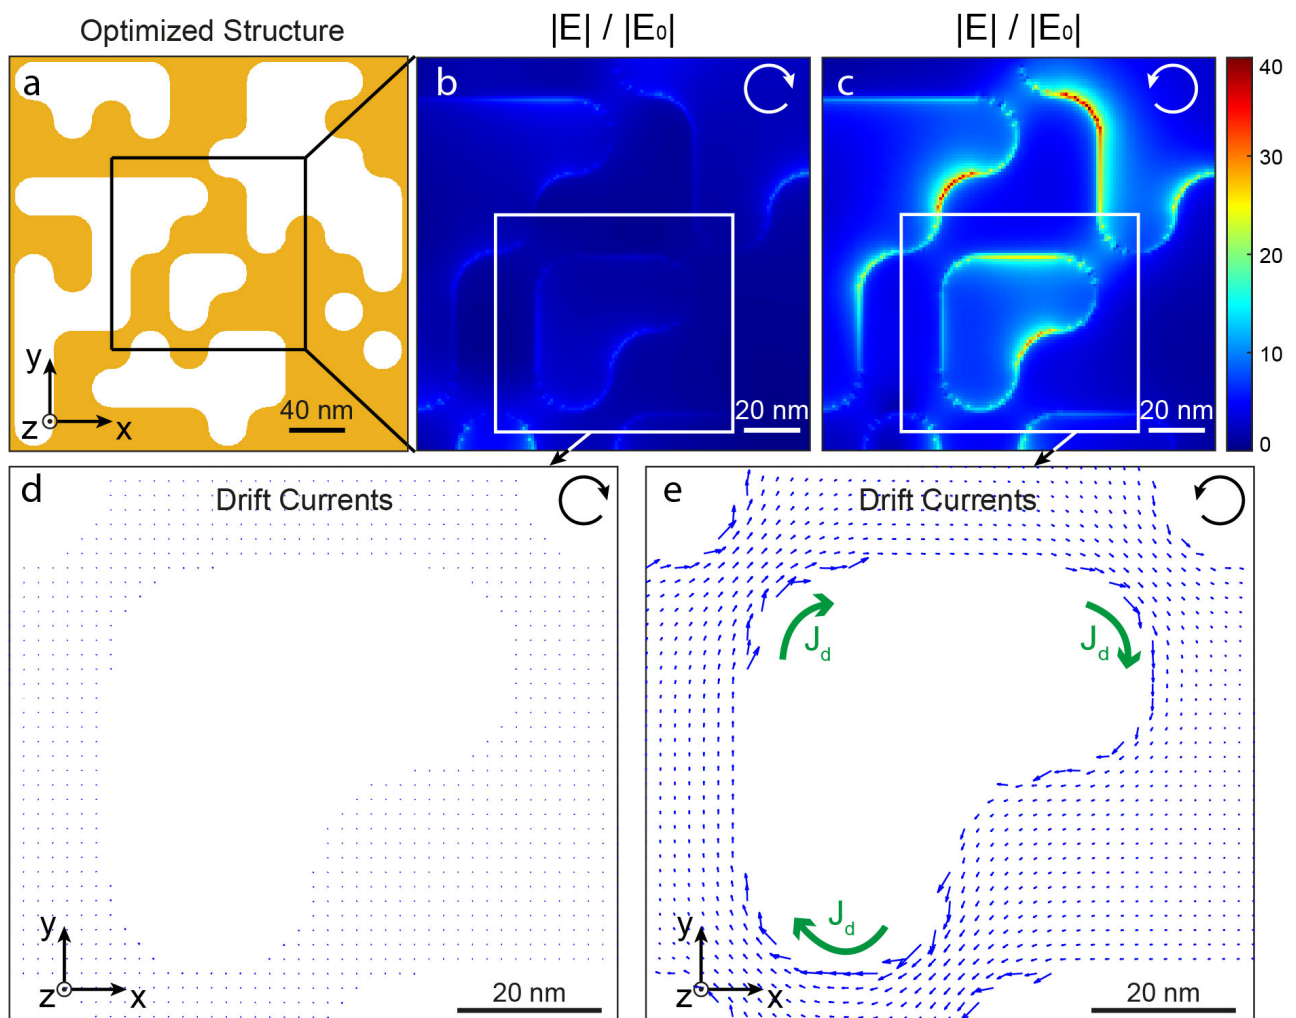 Optimized Structure
|E| / |E₀|
|E| / |E₀|
a
b
c
40
30
20
10
0
y
z
x
40 nm
20 nm
20 nm
d
Drift Currents
e
Drift Currents
J_d
J_d
J_d
y
z
x
20 nm
y
z
x
20 nm